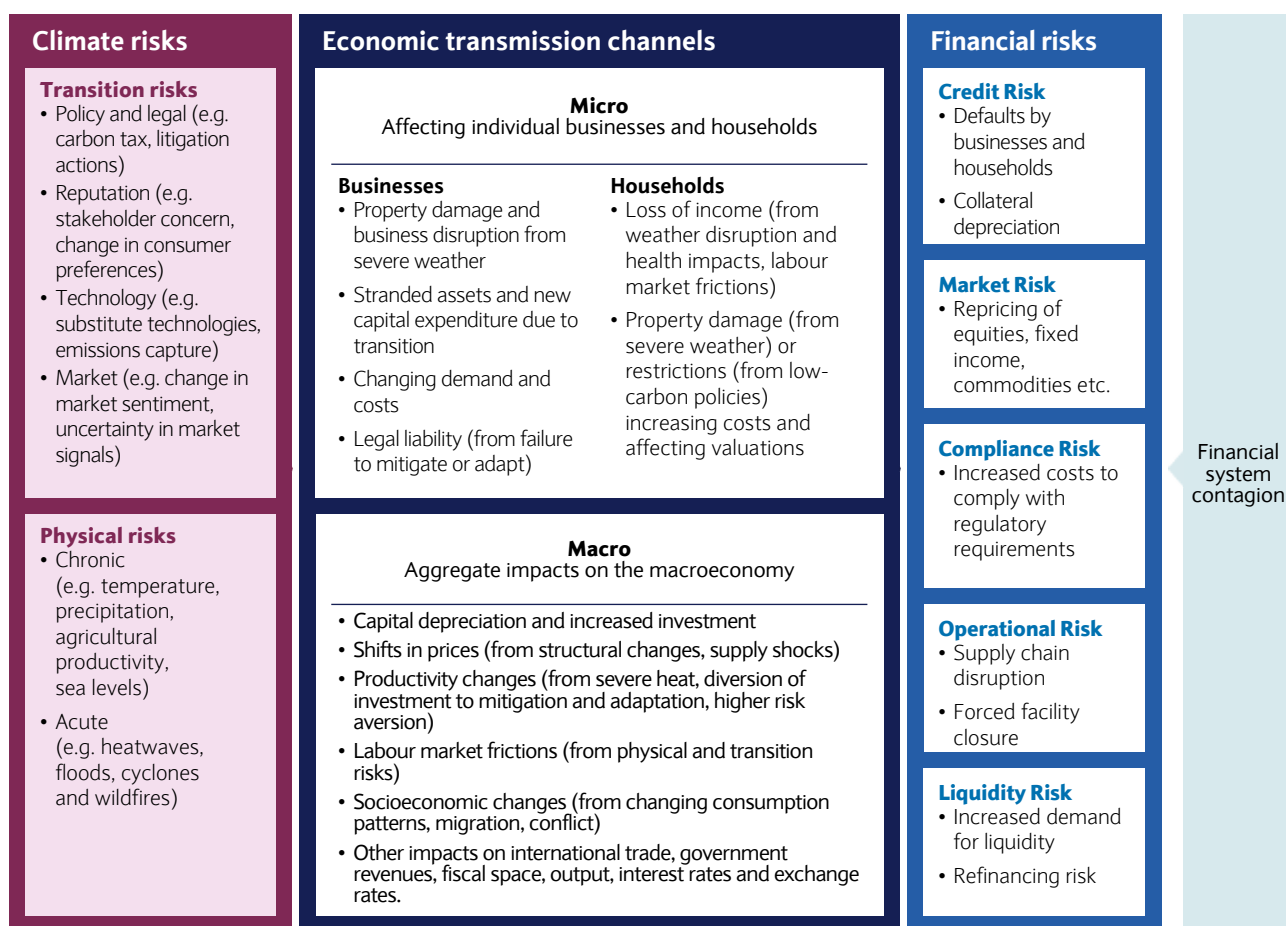 Climate risks
Transition risks
• Policy and legal (e.g.
carbon tax, litigation
actions)
• Reputation (e.g.
stakeholder concern,
change in consumer
preferences)
• Technology (e.g.
substitute technologies,
emissions capture)
• Market (e.g. change in
market sentiment,
uncertainty in market
signals)
Physical risks
• Chronic
(e.g. temperature,
precipitation,
agricultural
productivity,
sea levels)
• Acute
(e.g. heatwaves,
floods, cyclones
and wildfires)
Economic transmission channels
Micro
Affecting individual businesses and households
Businesses
• Property damage and
business disruption from
severe weather
• Stranded assets and new
capital expenditure due to
transition
• Changing demand and
costs
• Legal liability (from failure
to mitigate or adapt)
Households
• Loss of income (from
weather disruption and
health impacts, labour
market frictions)
• Property damage (from
severe weather) or
restrictions (from low-
carbon policies)
increasing costs and
affecting valuations
Macro
Aggregate impacts on the macroeconomy
• Capital depreciation and increased investment
• Shifts in prices (from structural changes, supply shocks)
• Productivity changes (from severe heat, diversion of
investment to mitigation and adaptation, higher risk
aversion)
• Labour market frictions (from physical and transition
risks)
• Socioeconomic changes (from changing consumption
patterns, migration, conflict)
• Other impacts on international trade, government
revenues, fiscal space, output, interest rates and exchange
rates.
Financial risks
Credit Risk
• Defaults by
businesses and
households
• Collateral
depreciation
Market Risk
• Repricing of
equities, fixed
income,
commodities etc.
Compliance Risk
• Increased costs to
comply with
regulatory
requirements
Operational Risk
• Supply chain
disruption
• Forced facility
closure
Liquidity Risk
• Increased demand
for liquidity
• Refinancing risk
Financial
system
contagion